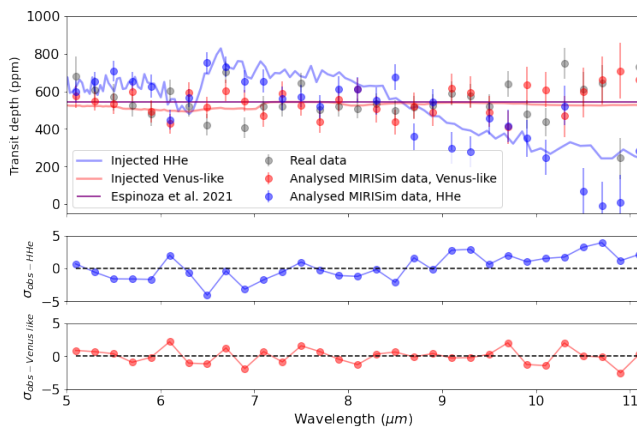 1000
800
600
400
200
0
Transit depth (ppm)
Injected HHe
Injected Venus-like
Espinoza et al. 2021
Real data
Analysed MIRISim data, Venus-like
Analysed MIRISim data, HHe
5
0
−5
σobs − HHe
5
0
−5
σobs − Venus like
5 6 7 8 9 10 11
Wavelength (μm)